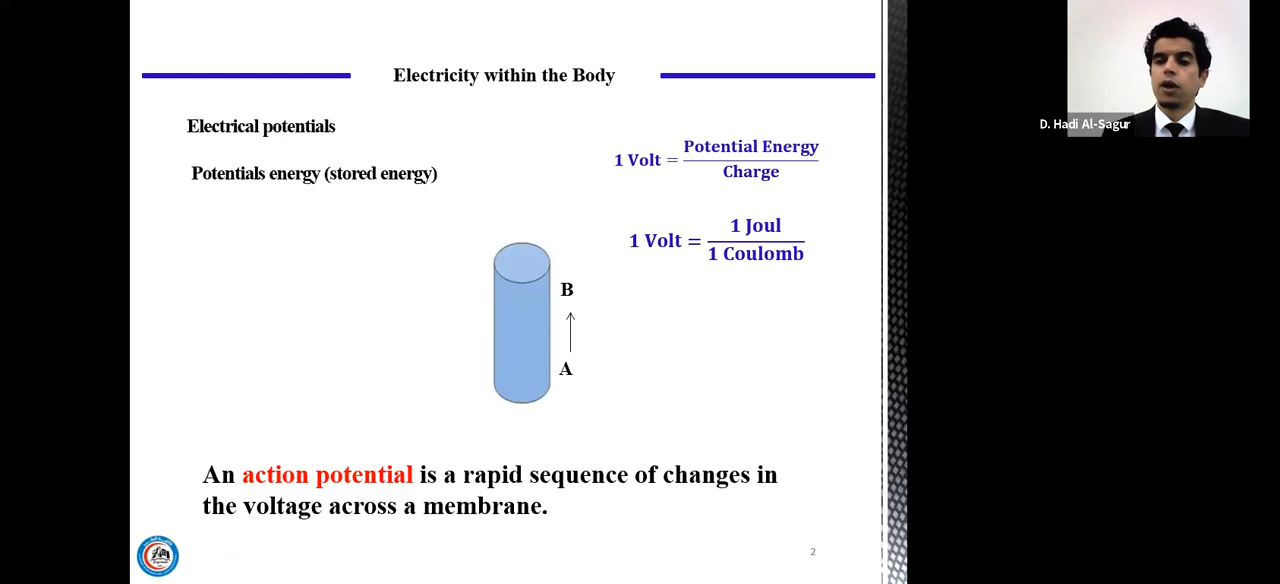 Electricity within the Body
Electrical potentials
Potentials energy (stored energy)
1 Volt = Potential Energy
Charge
1 Volt = 1 Joul
1 Coulomb
B
A
An action potential is a rapid sequence of changes in
the voltage across a membrane.
2
D. Hadi Al-Sagur